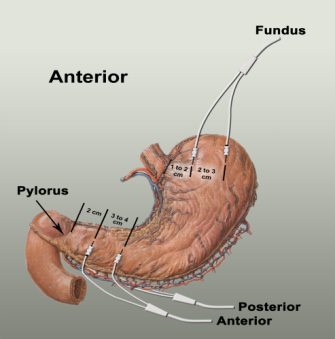 Fundus
Anterior
1 to 2
cm
2 to 3
cm
Pylorus
2 cm
3 to 4
cm
Posterior
Anterior